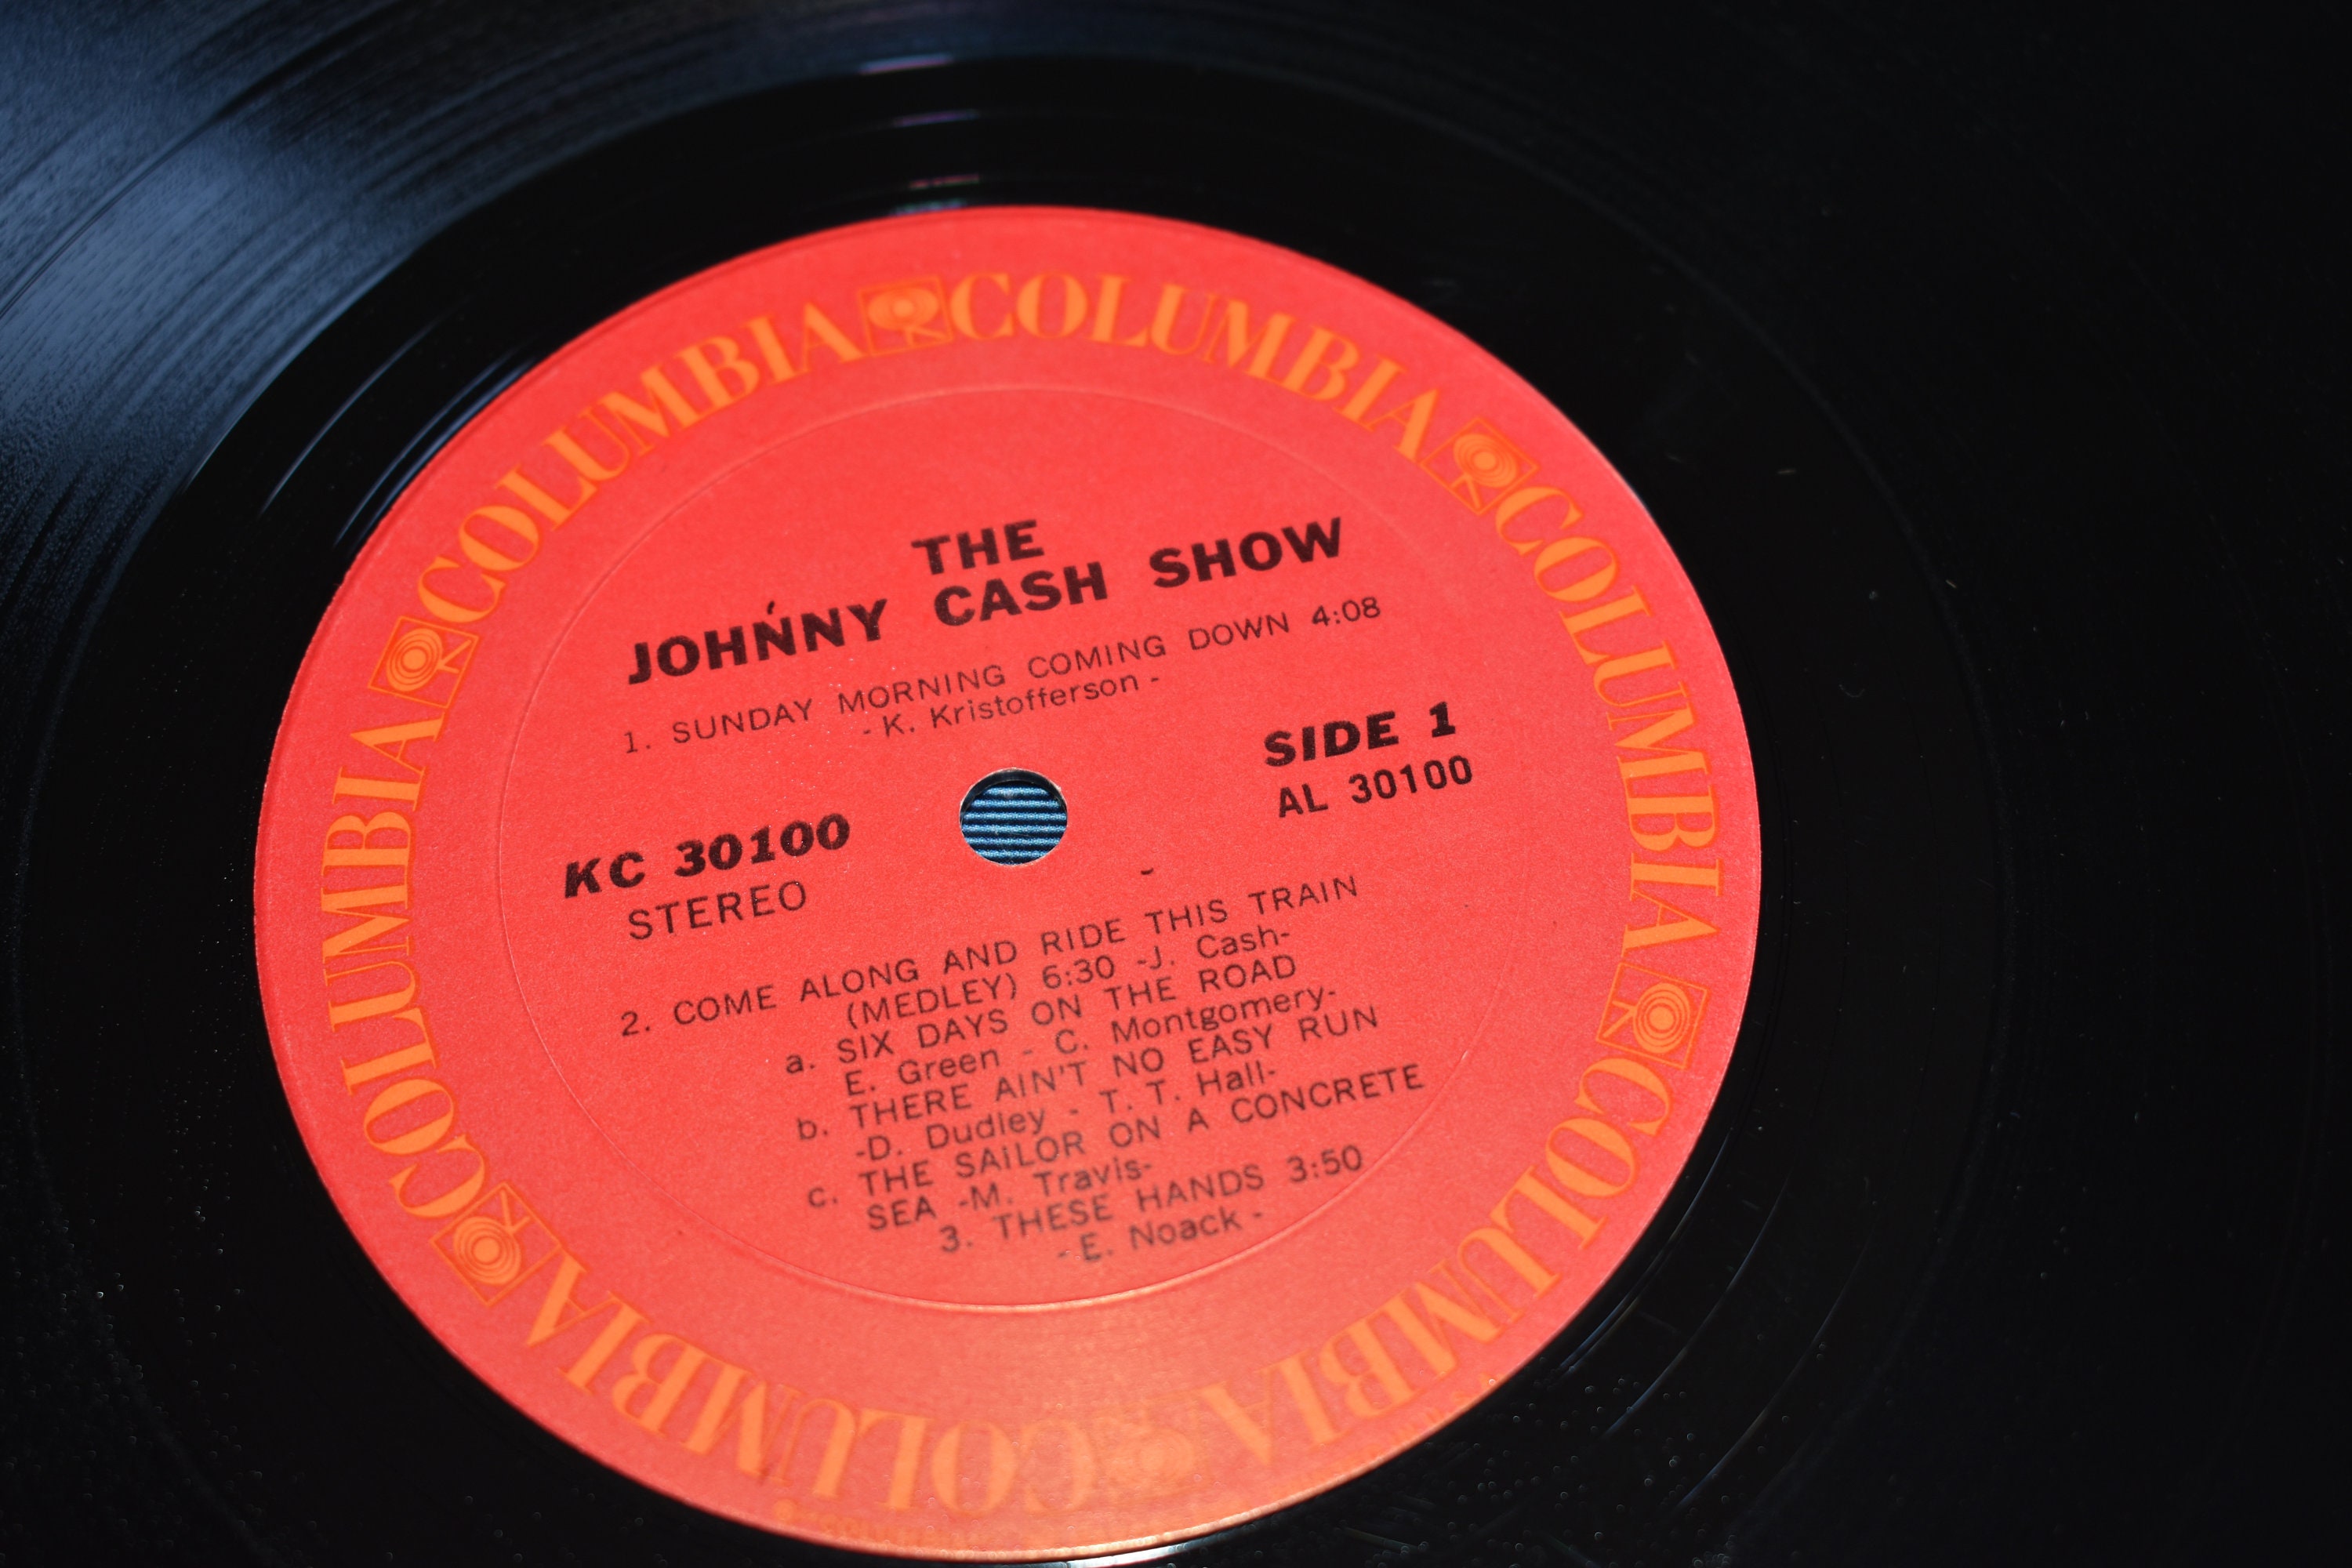 COLUMBIA COLUMBIA COLUMBIA COLUMBIA COLUMBIA COLUMBIA
THE
JOHNNY CASH SHOW
1. SUNDAY MORNING COMING DOWN 4:08
- K. Kristofferson -
SIDE 1
AL 30100
KC 30100
STEREO
2. COME ALONG AND RIDE THIS TRAIN
(MEDLEY) 6:30 -J. Cash-
a. SIX DAYS ON THE ROAD
E. Green - C. Montgomery-
b. THERE AIN'T NO EASY RUN
-D. Dudley - T. T. Hall-
c. THE SAILOR ON A CONCRETE
SEA -M. Travis-
3. THESE HANDS 3:50
- E. Noack -